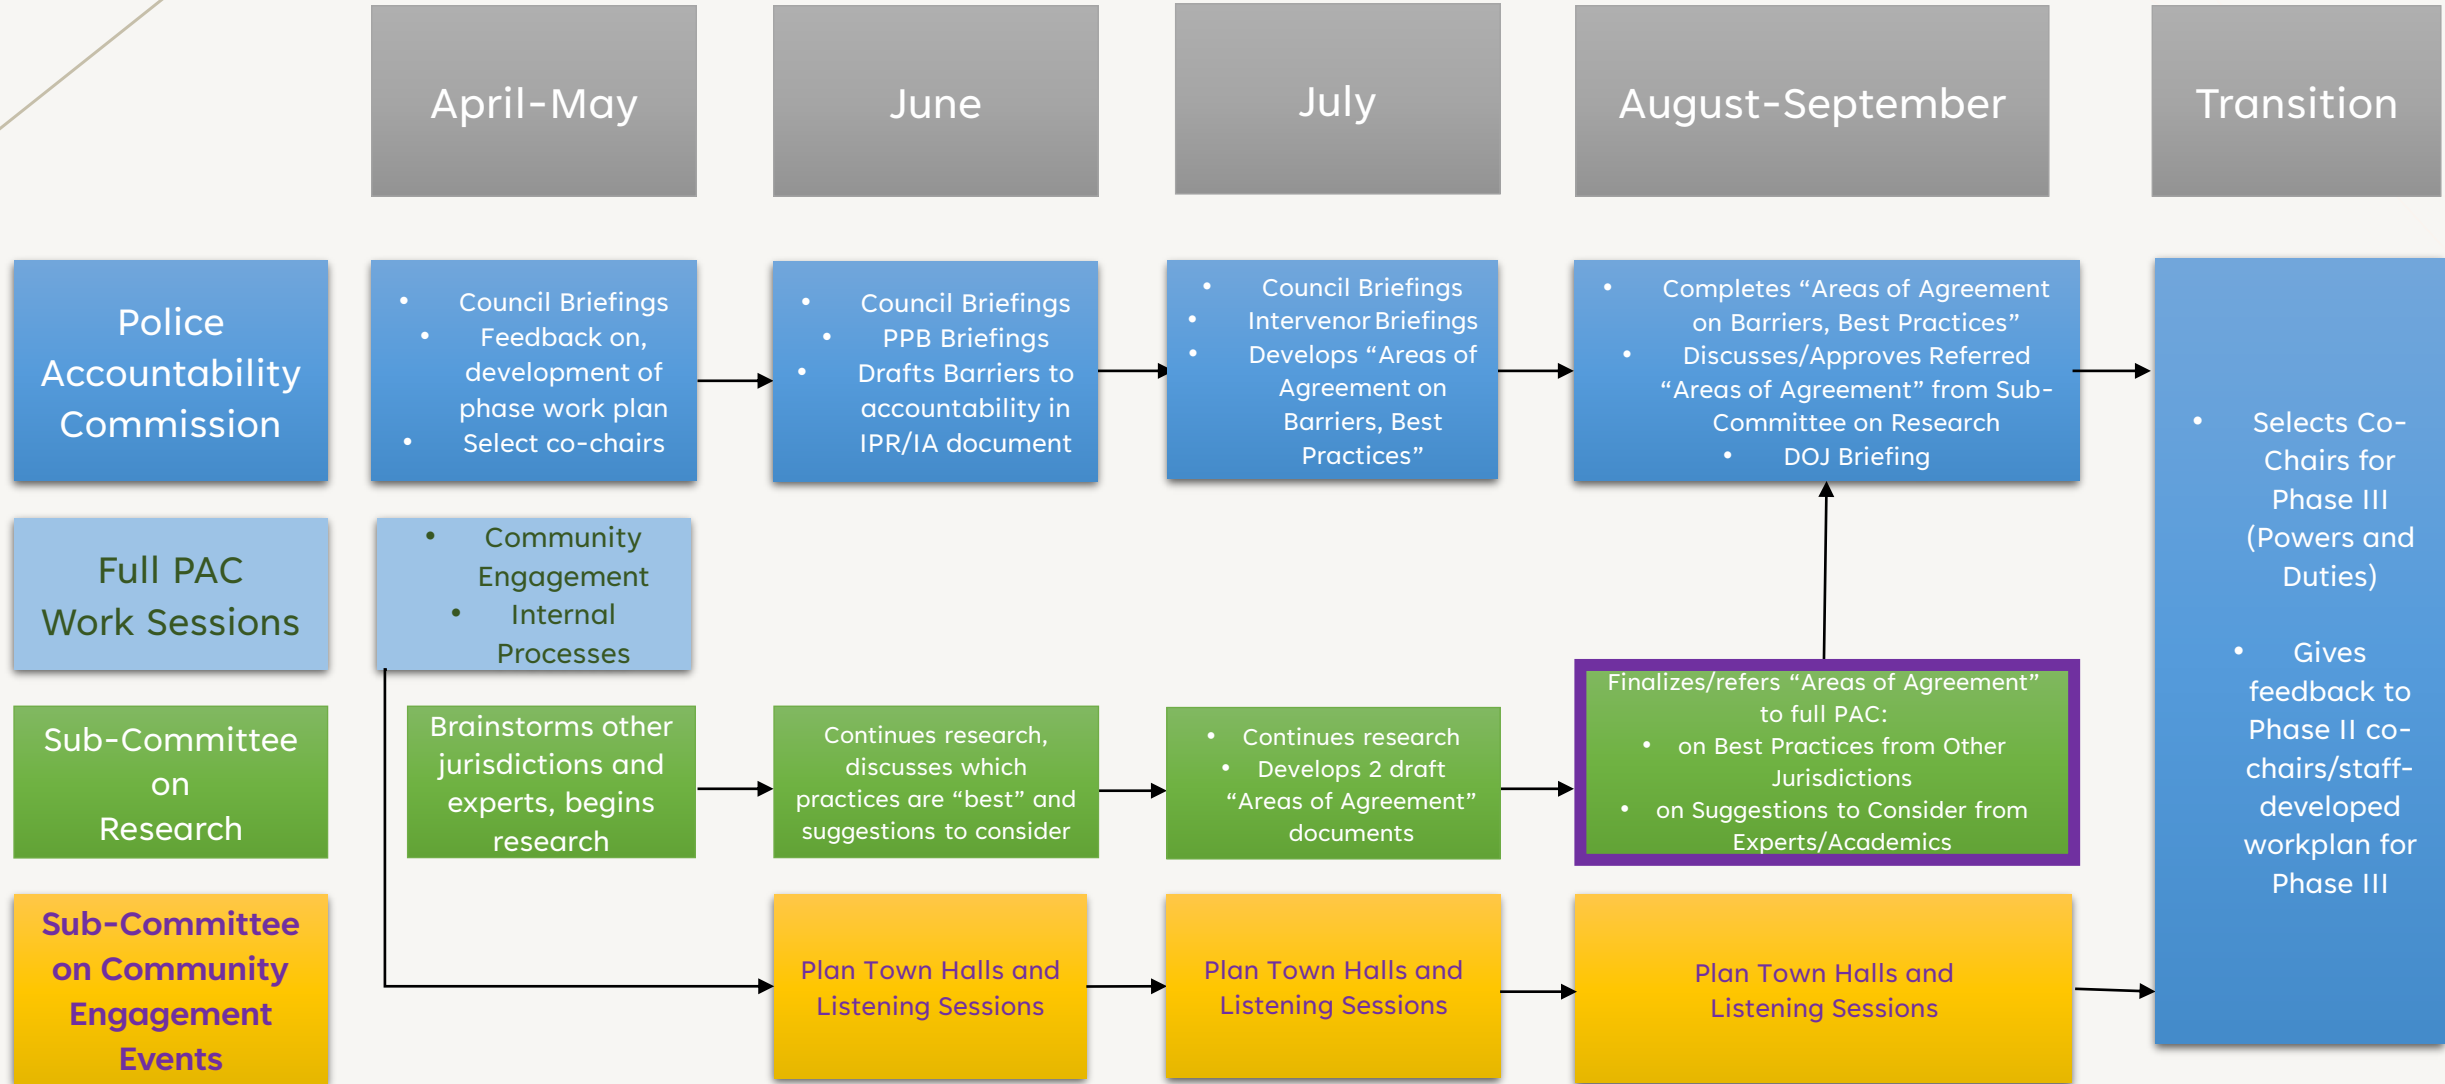 April-May
June
July
August-September
Transition
Police
Accountability
Commission
• Council Briefings
• Feedback on,
development of
phase work plan
• Select co-chairs
• Council Briefings
• PPB Briefings
• Drafts Barriers to
accountability in
IPR/IA document
• Council Briefings
• Intervenor Briefings
• Develops “Areas of
Agreement on
Barriers, Best
Practices”
• Completes “Areas of Agreement
on Barriers, Best Practices”
• Discusses/Approves Referred
“Areas of Agreement” from Sub-
Committee on Research
• DOJ Briefing
• Selects Co-
Chairs for
Phase III
(Powers and
Duties)
• Gives
feedback to
Phase II co-
chairs/staff-
developed
workplan for
Phase III
Full PAC
Work Sessions
• Community
Engagement
• Internal
Processes
Sub-Committee
on
Research
Brainstorms other
jurisdictions and
experts, begins
research
Continues research,
discusses which
practices are “best” and
suggestions to consider
• Continues research
• Develops 2 draft
“Areas of Agreement”
documents
Finalizes/refers “Areas of Agreement”
to full PAC:
• on Best Practices from Other
Jurisdictions
• on Suggestions to Consider from
Experts/Academics
Sub-Committee
on Community
Engagement
Events
Plan Town Halls and
Listening Sessions
Plan Town Halls and
Listening Sessions
Plan Town Halls and
Listening Sessions